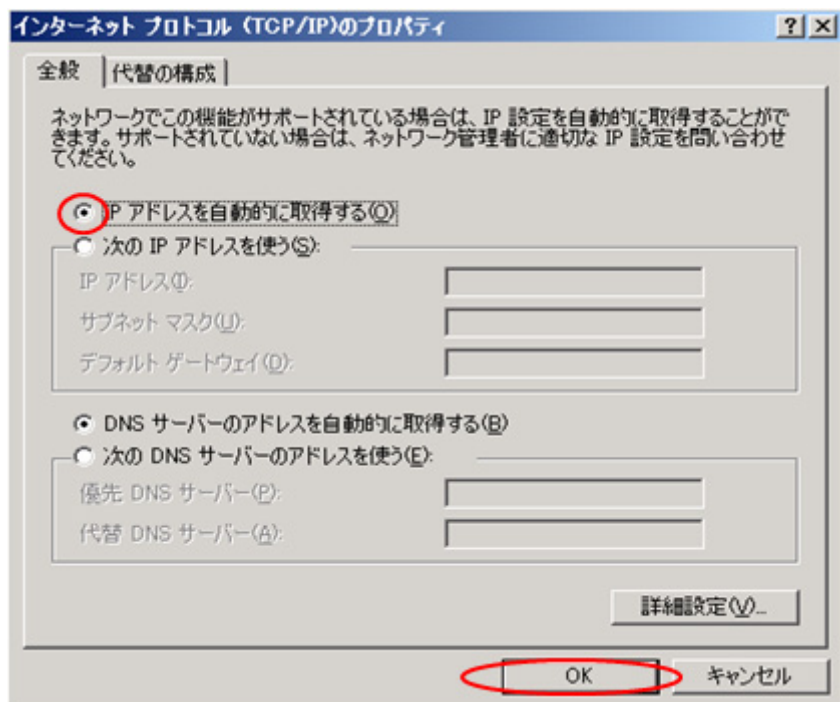 インターネット プロトコル (TCP/IP)のプロパティ
全般
代替の構成
ネットワークでこの機能がサポートされている場合は、IP 設定を自動的に取得することがで
きます。サポートされていない場合は、ネットワーク管理者に適切な IP 設定を問い合わせ
てください。
IP アドレスを自動的に取得する(O)
次の IP アドレスを使う(S):
IP アドレス(I):
サブネット マスク(U):
デフォルト ゲートウェイ(D):
DNS サーバーのアドレスを自動的に取得する(B)
次の DNS サーバーのアドレスを使う(E):
優先 DNS サーバー(P):
代替 DNS サーバー(A):
詳細設定(V)...
OK
キャンセル